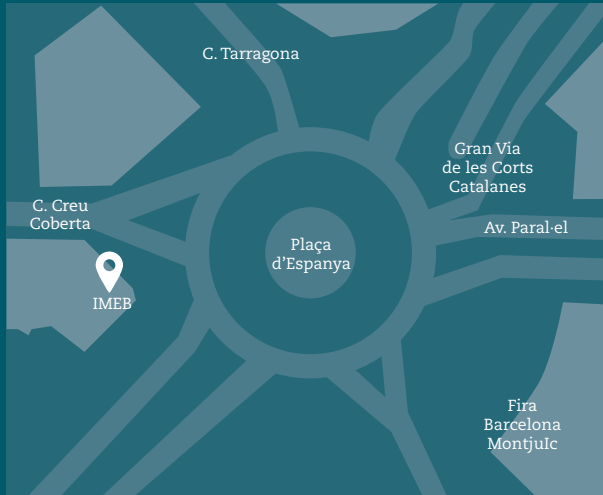 C. Tarragona
Gran Via
de les Corts
Catalanes
C. Creu
Coberta
Av. Paral·el
Plaça
d'Espanya
IMEB
Fira
Barcelona
MontjuIc